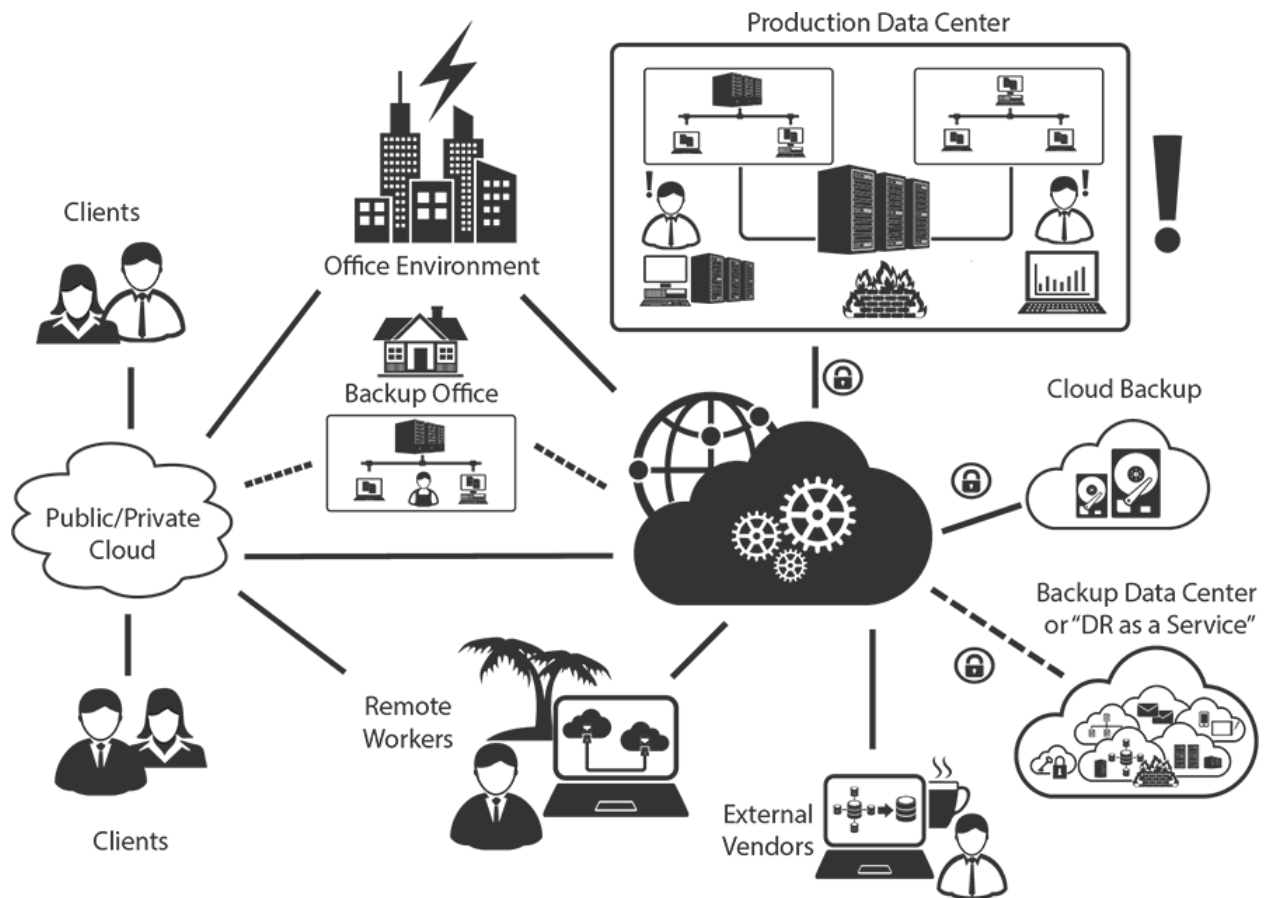 Production Data Center
Clients
Office Environment
Backup Office
Cloud Backup
Public/Private
Cloud
Backup Data Center
or “DR as a Service”
Remote
Workers
External
Vendors
Clients